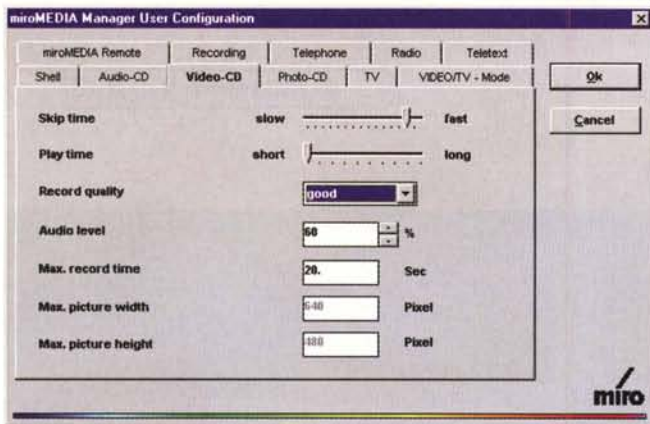 miroMEDIA Manager User Configuration
miroMEDIA Remote Recording Telephone Radio Teletext
Shell Audio-CD Video-CD Photo-CD TV VIDEO/TV - Mode
Ok
Cancel
Skip time slow fast
Play time short long
Record quality good
Audio level 60 %
Max. record time 20. Sec
Max. picture width 640 Pixel
Max. picture height 480 Pixel
miro